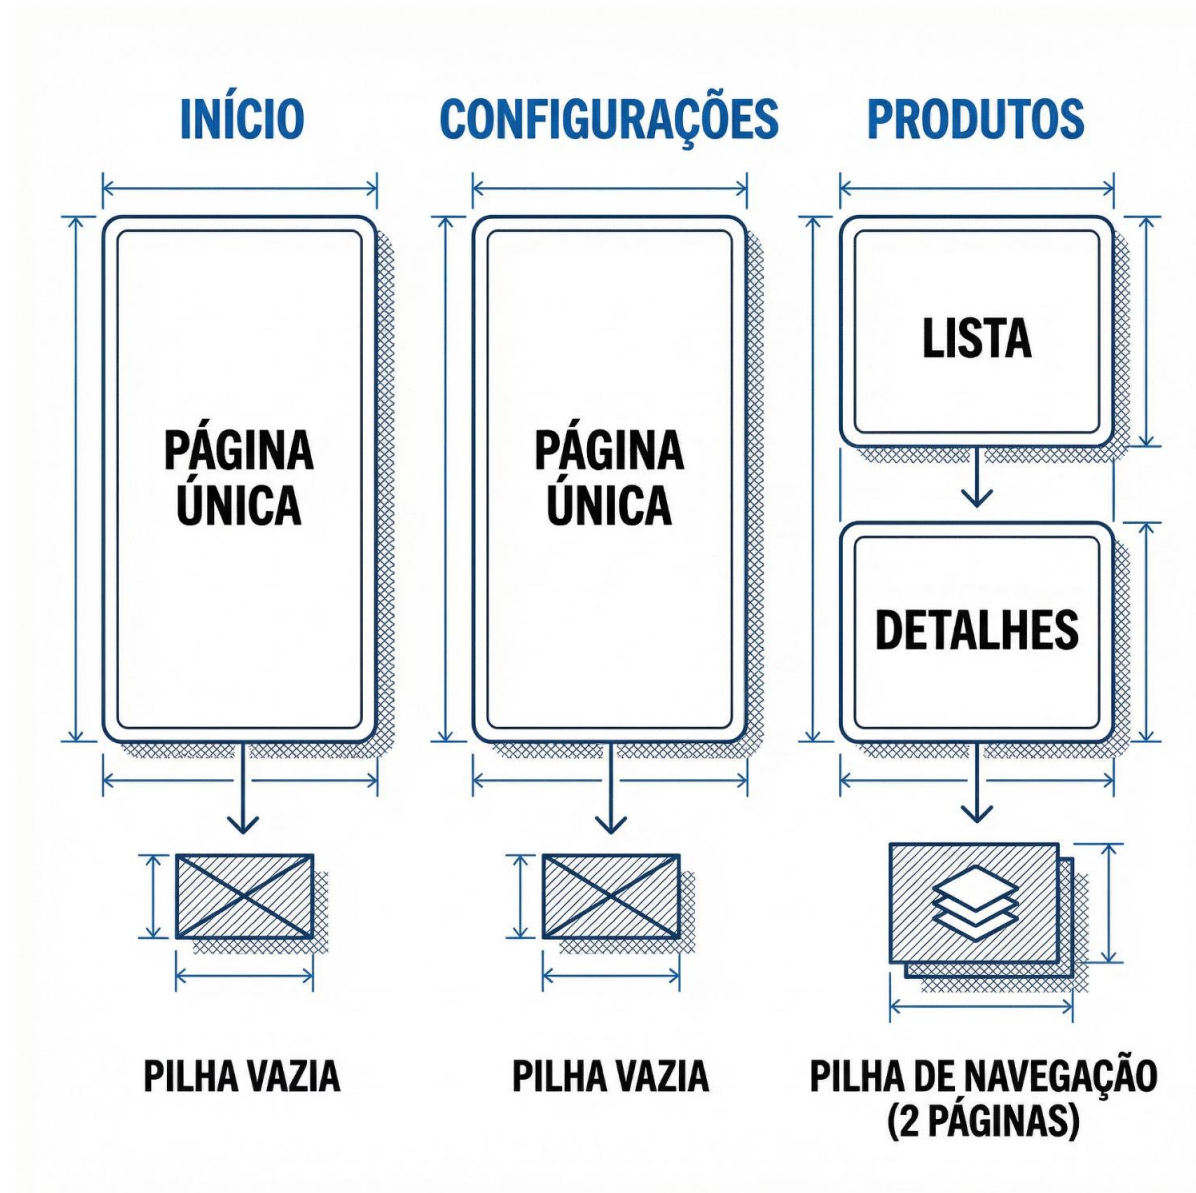 INÍCIO
CONFIGURAÇÕES
PRODUTOS
PÁGINA
ÚNICA
PÁGINA
ÚNICA
LISTA
DETALHES
PILHA VAZIA
PILHA VAZIA
PILHA DE NAVEGAÇÃO
(2 PÁGINAS)